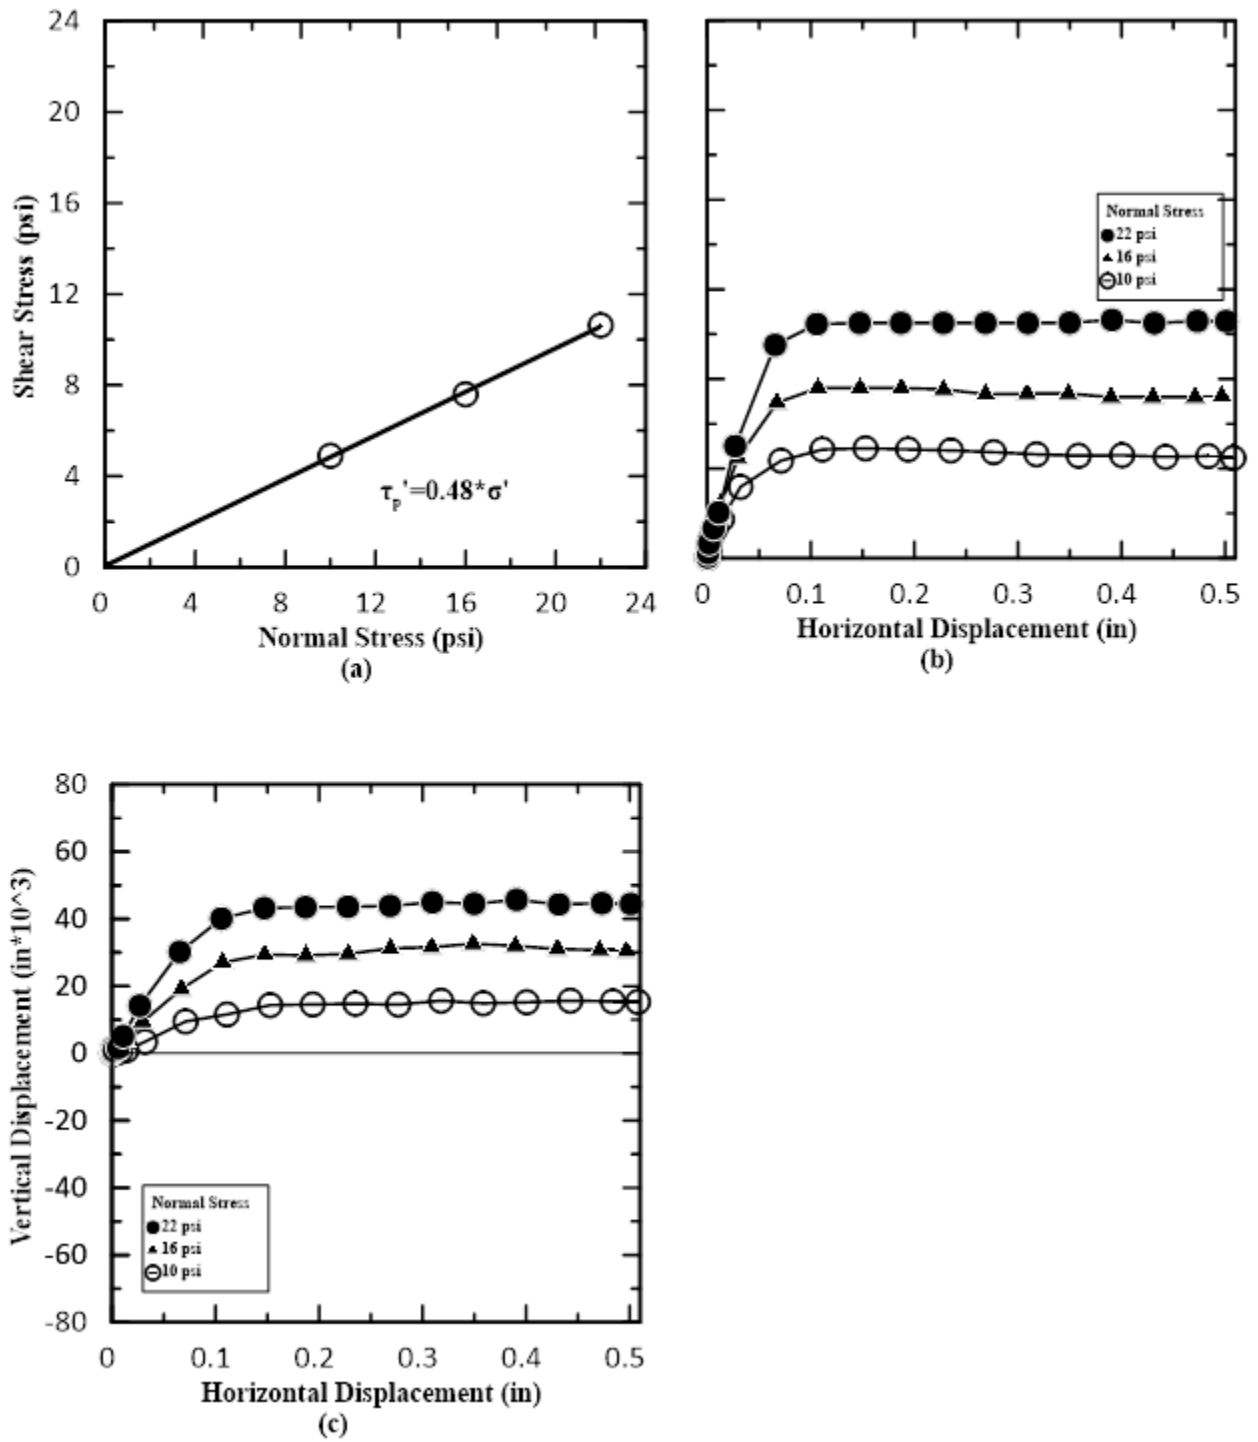 24
20
16
12
8
4
0
Shear Stress (psi)
τp'=0.48*σ'
0 4 8 12 16 20 24
Normal Stress (psi)
(a)
Normal Stress
22 psi
16 psi
10 psi
0 0.1 0.2 0.3 0.4 0.5
Horizontal Displacement (in)
(b)
80
60
40
20
0
-20
-40
-60
-80
Vertical Displacement (in*10^3)
Normal Stress
22 psi
16 psi
10 psi
0 0.1 0.2 0.3 0.4 0.5
Horizontal Displacement (in)
(c)